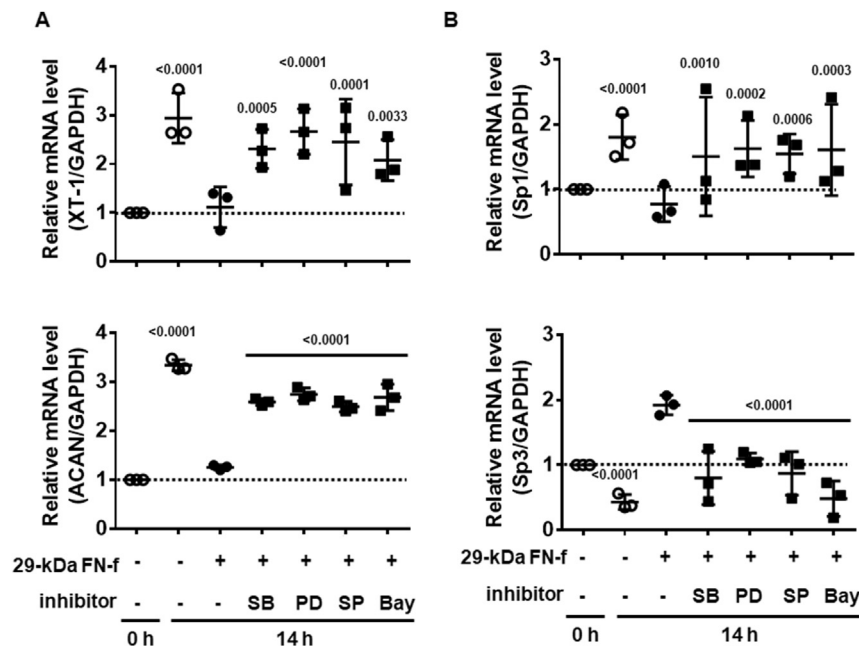 A
B
Relative mRNA level
(XT-1/GAPDH)
4
3
2
1
0
<0.0001
0.0005
<0.0001
0.0001
0.0033
Relative mRNA level
(Sp1/GAPDH)
3
2
1
0
<0.0001
0.0010
0.0002
0.0006
0.0003
Relative mRNA level
(ACAN/GAPDH)
4
3
2
1
0
<0.0001
<0.0001
Relative mRNA level
(Sp3/GAPDH)
3
2
1
0
<0.0001
<0.0001
29-kDa FN-f - - + + + + +
- - + + + + +
inhibitor - - - SB PD SP Bay
- - - SB PD SP Bay
0 h 14 h
0 h 14 h